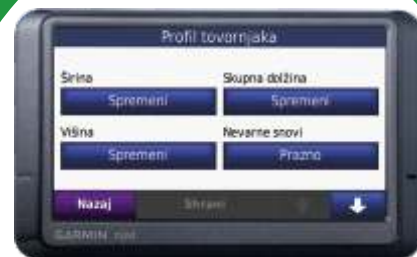 Profil tovornjaka
Širina
Skupna dolžina
Spremeni
Spremeni
Višina
Nevarne snovi
Spremeni
Prazno
Nazaj
Shrani
GARMIN